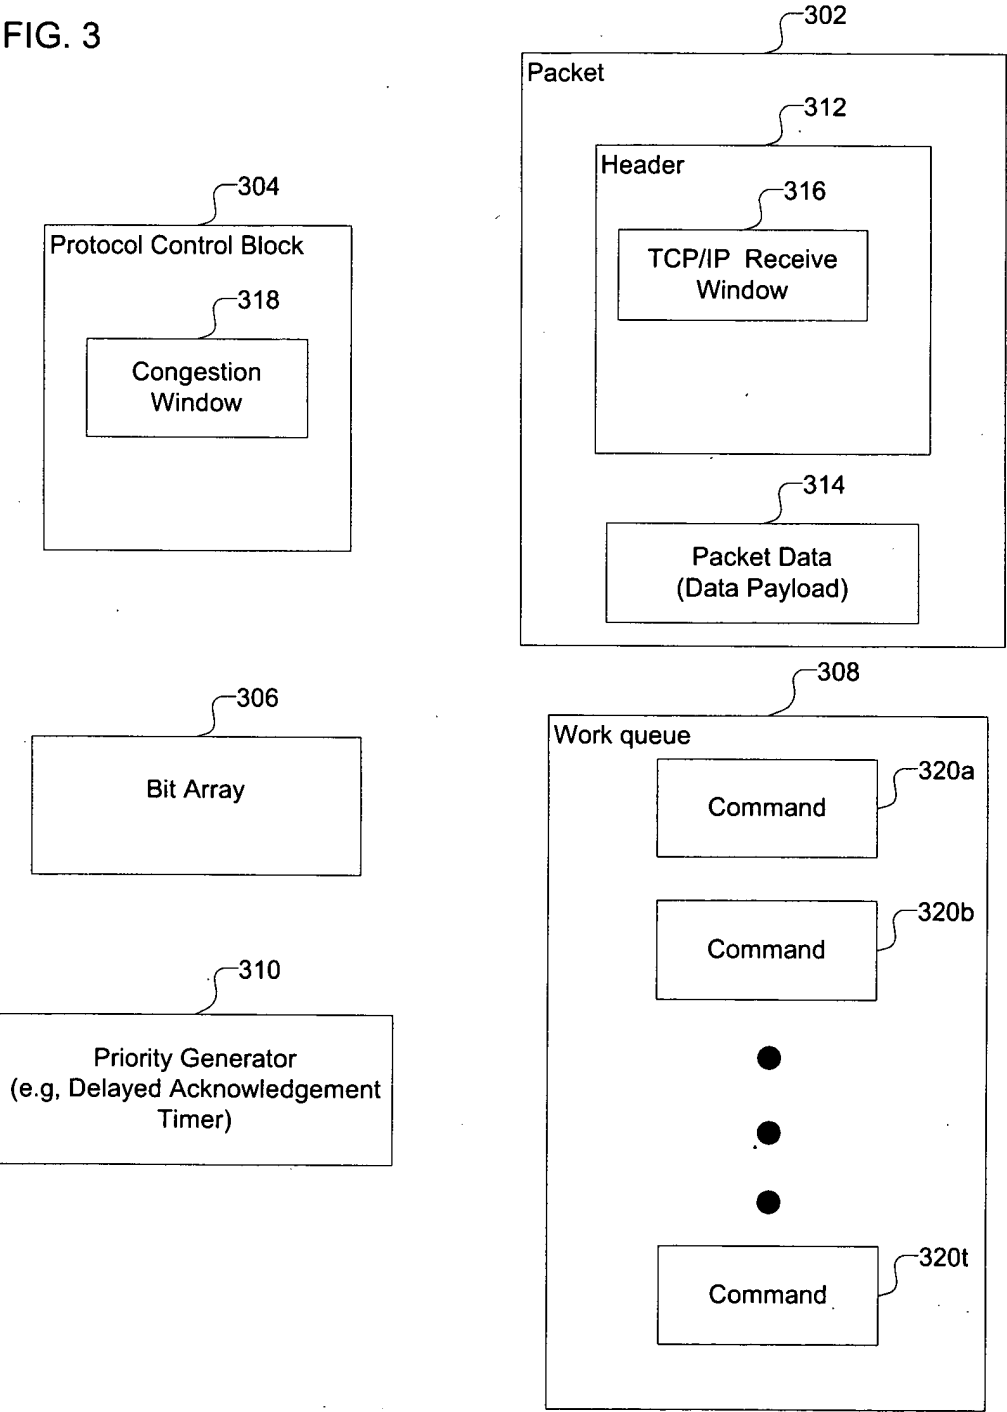 FIG. 3
302
Packet
312
Header
316
TCP/IP Receive
Window
314
Packet Data
(Data Payload)
304
Protocol Control Block
318
Congestion
Window
306
Bit Array
310
Priority Generator
(e.g, Delayed Acknowledgement
Timer)
308
Work queue
320a
Command
320b
Command
320t
Command